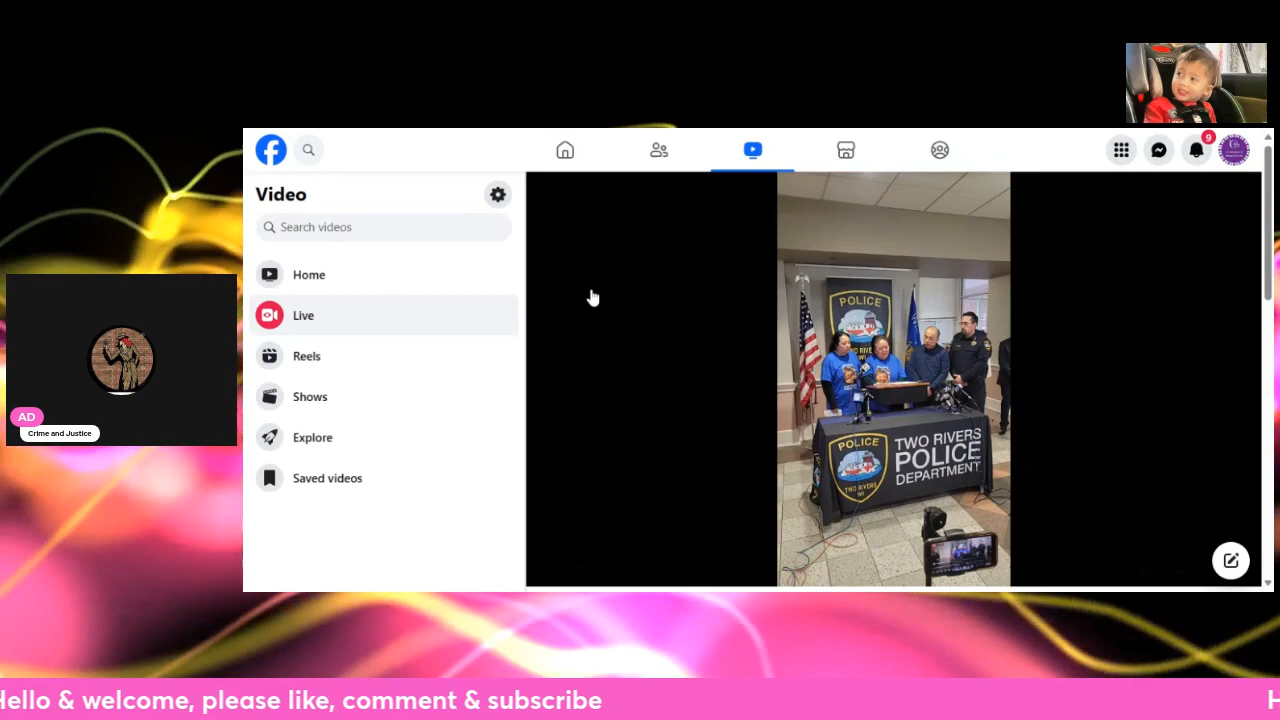 9
Video
Search videos
Home
Live
Reels
Shows
Explore
Saved videos
POLICE
TWO RIVERS
POLICE
DEPARTMENT
POLICE
TWO RIVERS
WI
AD
Crime and Justice
Hello & welcome, please like, comment & subscribe
H